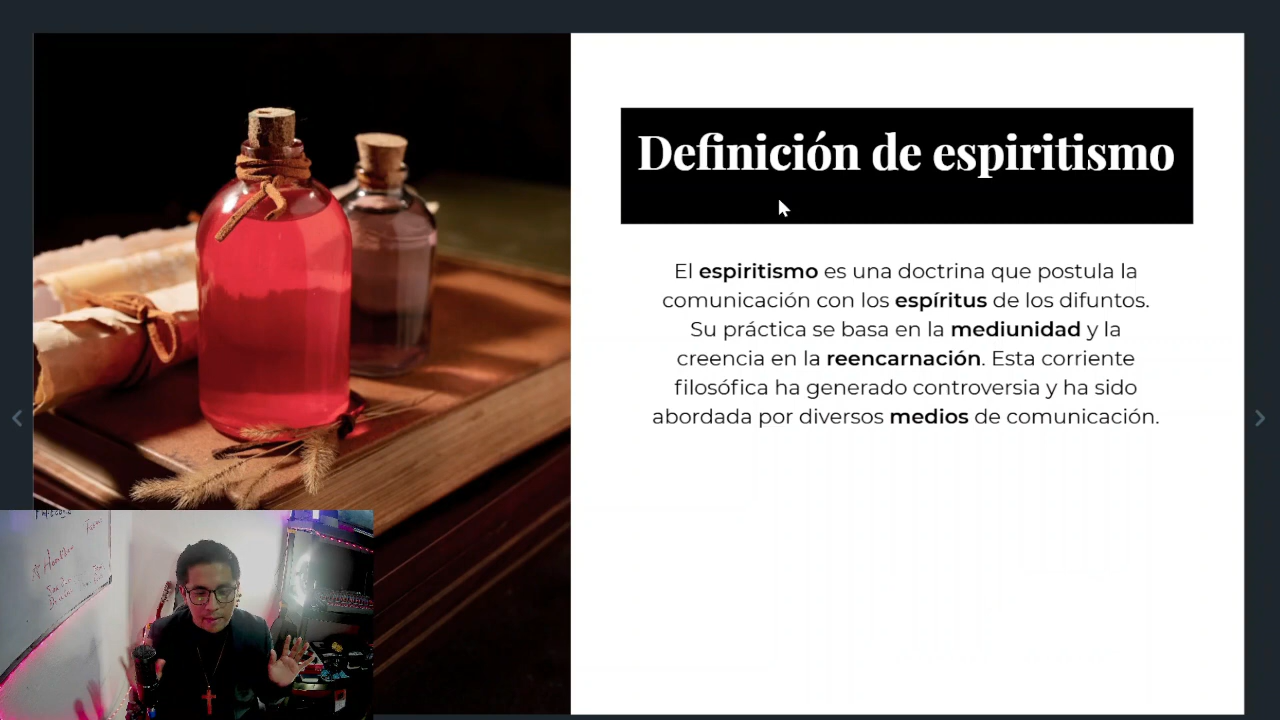 Definición de espiritismo
El espiritismo es una doctrina que postula la
comunicación con los espíritus de los difuntos.
Su práctica se basa en la mediunidad y la
creencia en la reencarnación. Esta corriente
filosófica ha generado controversia y ha sido
abordada por diversos medios de comunicación.